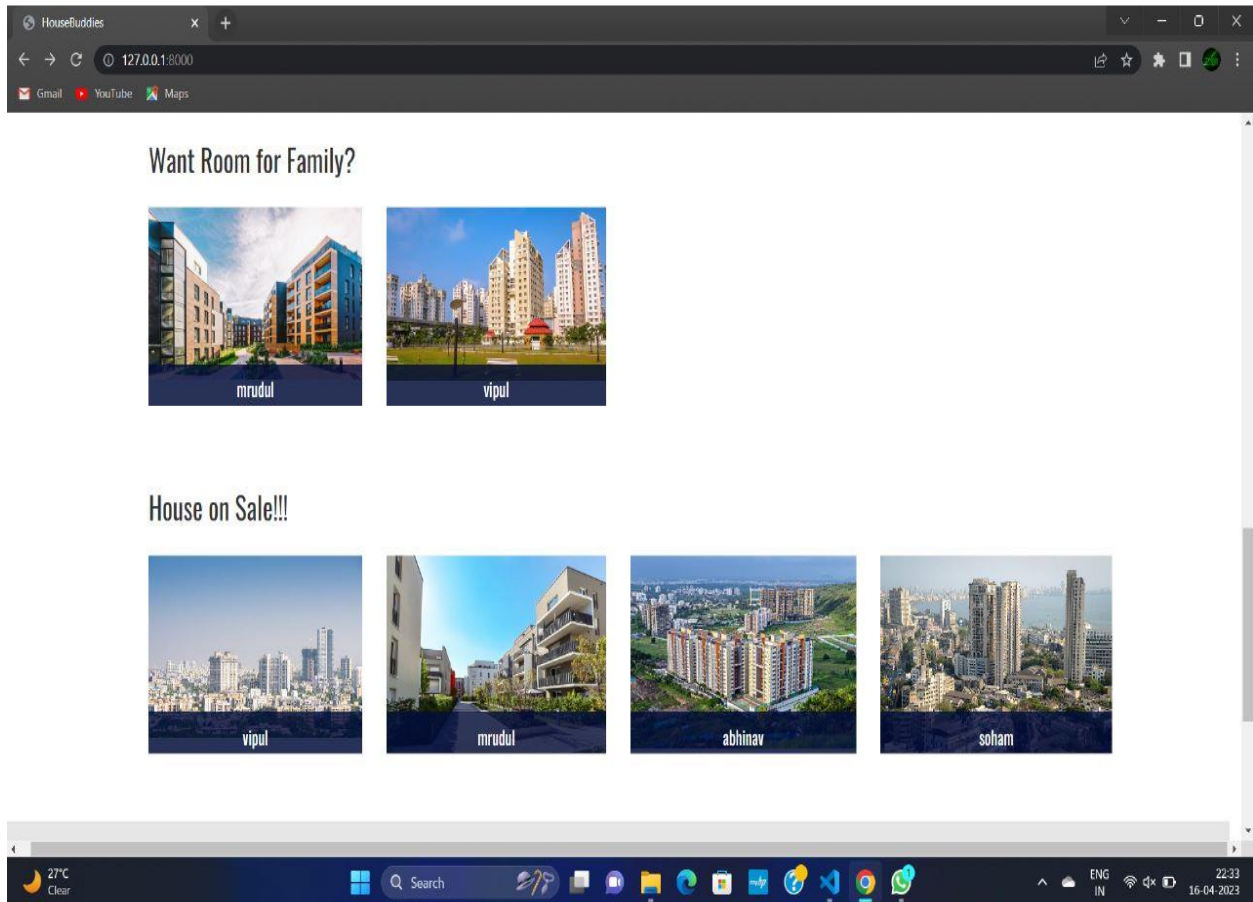 HouseBuddies
127.0.0.1:8000
Gmail YouTube Maps
Want Room for Family?
mrudul vipul
House on Sale!!!
vipul mrudul abhinav soham
27°C
Clear
Search
ENG
IN
22:33
16-04-2023